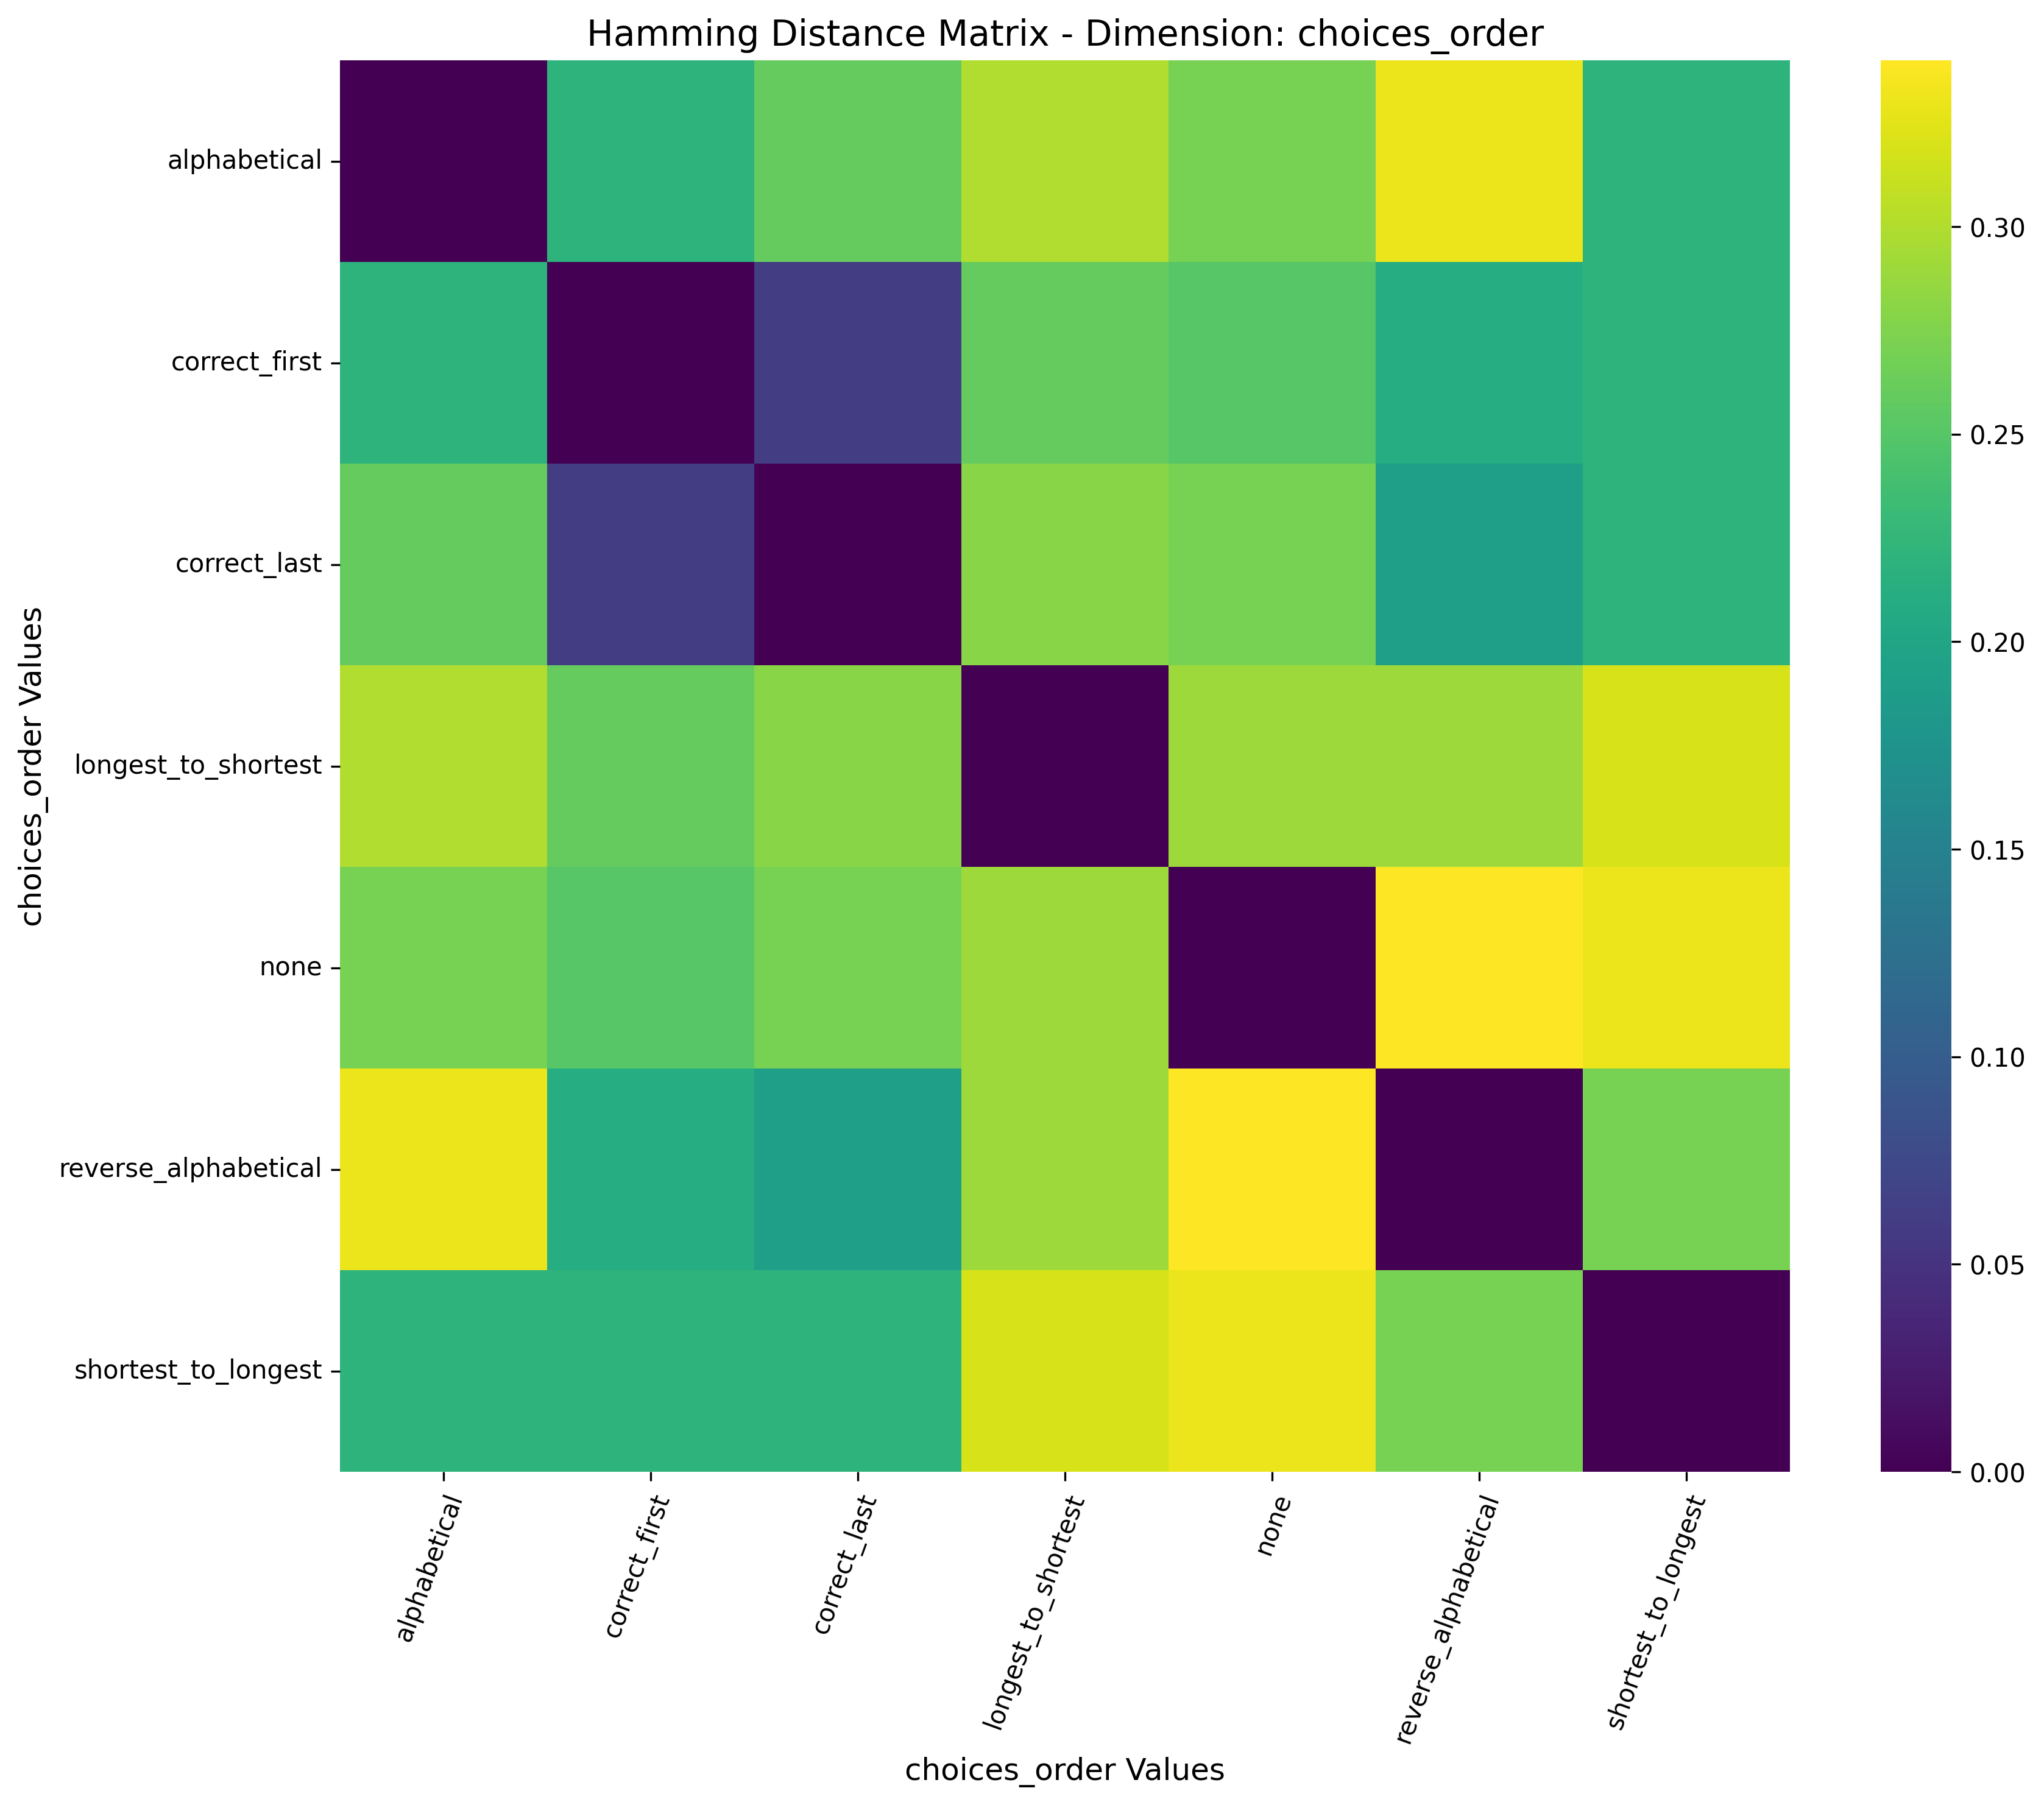 Hamming Distance Matrix - Dimension: choices_order
choices_order Values
alphabetical
correct_first
correct_last
longest_to_shortest
none
reverse_alphabetical
shortest_to_longest
alphabetical
correct_first
correct_last
longest_to_shortest
none
reverse_alphabetical
shortest_to_longest
choices_order Values
0.30
0.25
0.20
0.15
0.10
0.05
0.00